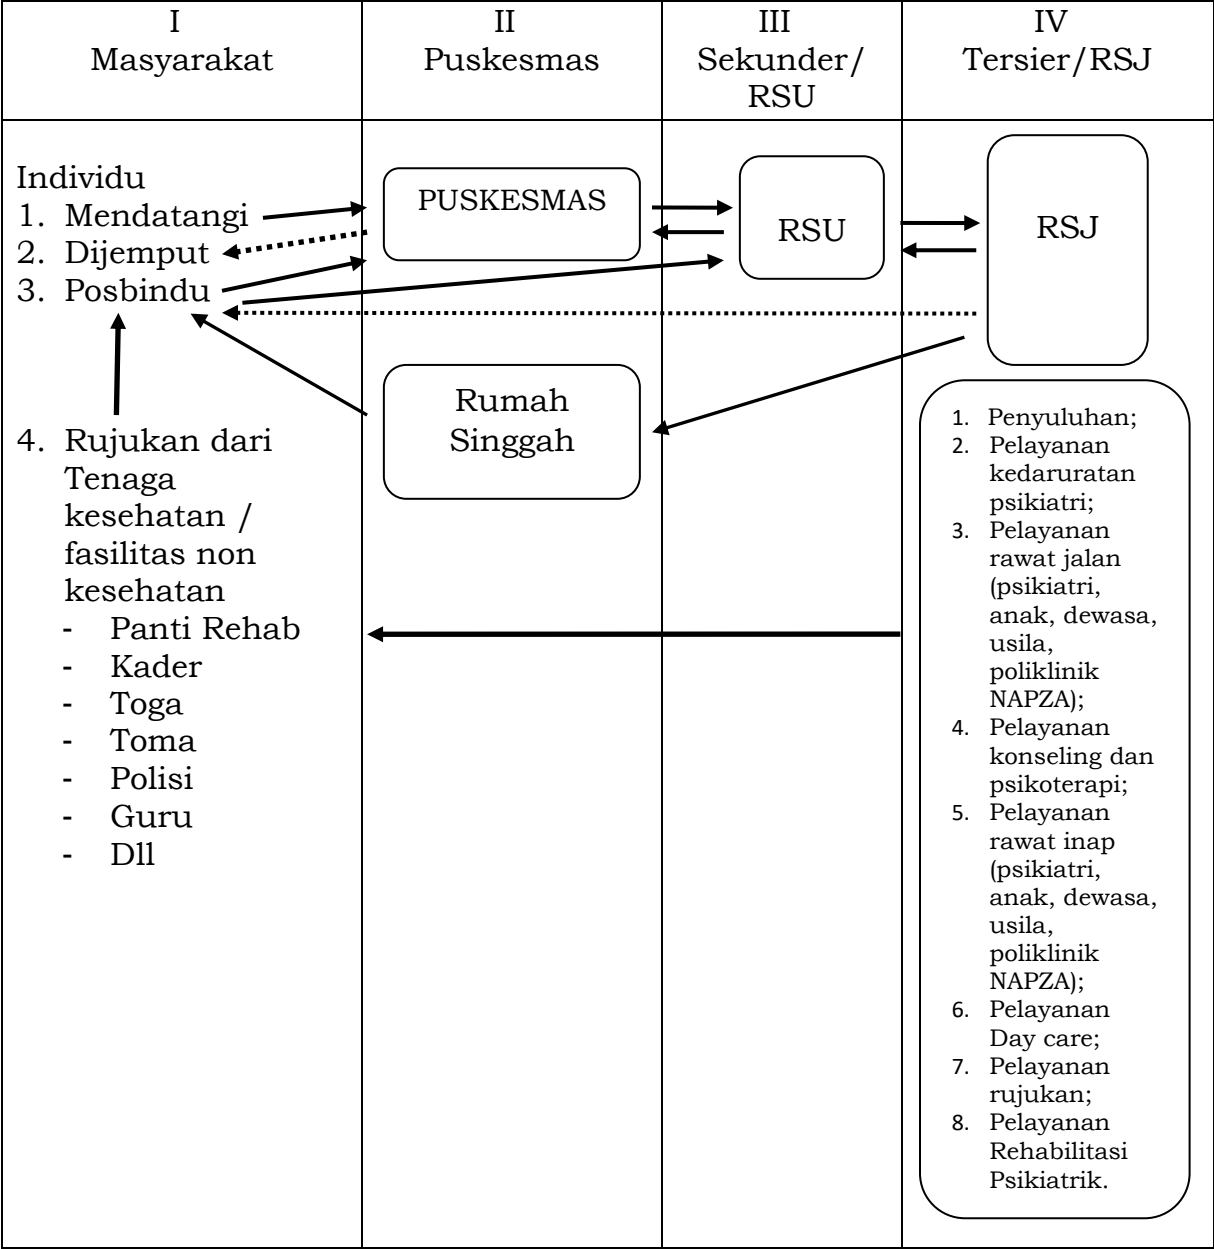 I
Masyarakat
II
Puskesmas
III
Sekunder/
RSU
IV
Tersier/RSJ
Individu
1. Mendatangi
2. Dijemput
3. Posbindu
4. Rujukan dari
Tenaga
kesehatan /
fasilitas non
kesehatan
- Panti Rehab
- Kader
- Toga
- Toma
- Polisi
- Guru
- Dll
PUSKESMAS
Rumah
Singgah
RSU
RSJ
1. Penyuluhan;
2. Pelayanan
kedaruratan
psikiatri;
3. Pelayanan
rawat jalan
(psikiatri,
anak, dewasa,
usila,
poliklinik
NAPZA);
4. Pelayanan
konseling dan
psikoterapi;
5. Pelayanan
rawat inap
(psikiatri,
anak, dewasa,
usila,
poliklinik
NAPZA);
6. Pelayanan
Day care;
7. Pelayanan
rujukan;
8. Pelayanan
Rehabilitasi
Psikiatrik.